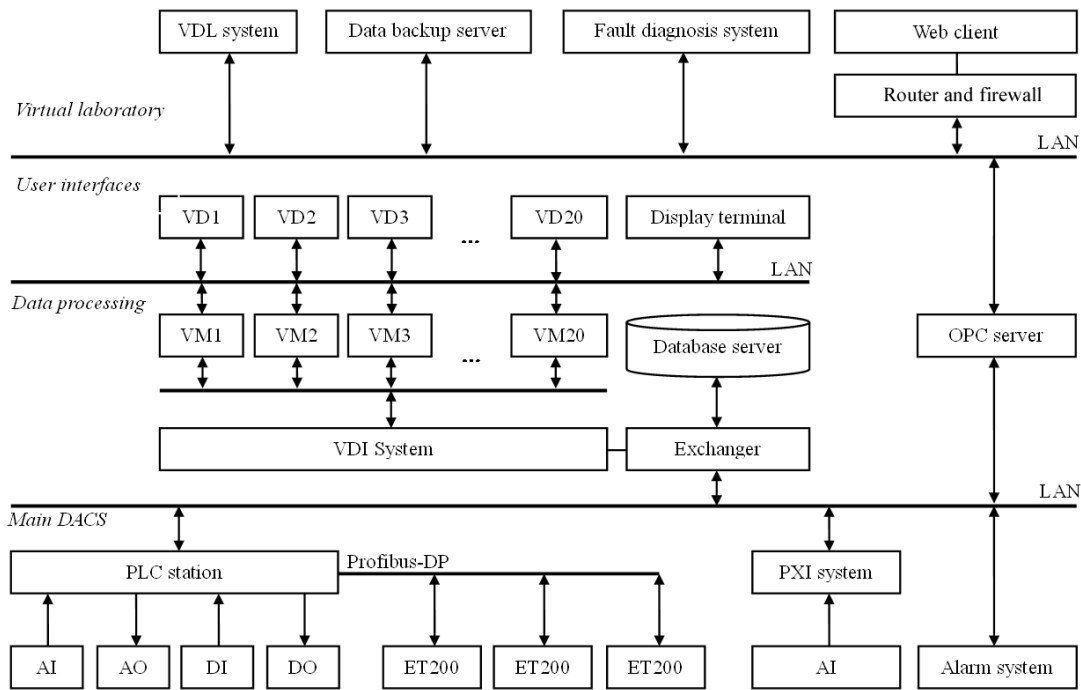 VDL system
Data backup server
Fault diagnosis system
Web client
Router and firewall
Virtual laboratory
LAN
User interfaces
VD1
VD2
VD3
...
VD20
Display terminal
LAN
Data processing
VM1
VM2
VM3
...
VM20
Database server
OPC server
VDI System
Exchanger
LAN
Main DACS
PLC station
Profibus-DP
PXI system
AI
AO
DI
DO
ET200
ET200
ET200
AI
Alarm system